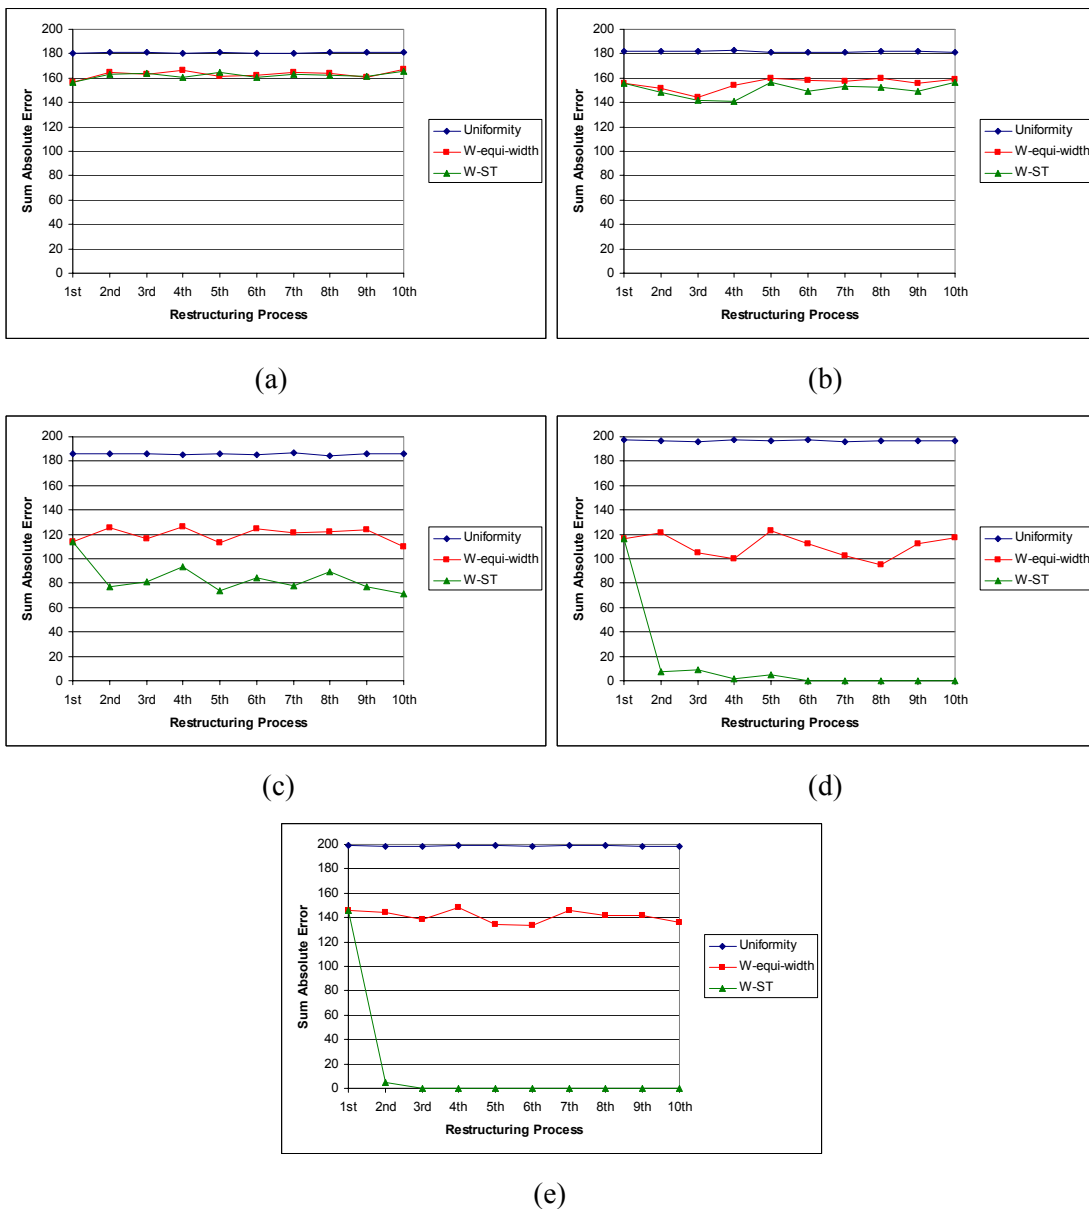 200
180
160
140
120
100
80
60
40
20
0
Sum Absolute Error
1st 2nd 3rd 4th 5th 6th 7th 8th 9th 10th
Restructuring Process
Uniformity
W-equi-width
W-ST
(a)
200
180
160
140
120
100
80
60
40
20
0
Sum Absolute Error
1st 2nd 3rd 4th 5th 6th 7th 8th 9th 10th
Restructuring Process
Uniformity
W-equi-width
W-ST
(b)
200
180
160
140
120
100
80
60
40
20
0
Sum Absolute Error
1st 2nd 3rd 4th 5th 6th 7th 8th 9th 10th
Restructuring Process
Uniformity
W-equi-width
W-ST
(c)
200
180
160
140
120
100
80
60
40
20
0
Sum Absolute Error
1st 2nd 3rd 4th 5th 6th 7th 8th 9th 10th
Restructuring Process
Uniformity
W-equi-width
W-ST
(d)
200
180
160
140
120
100
80
60
40
20
0
Sum Absolute Error
1st 2nd 3rd 4th 5th 6th 7th 8th 9th 10th
Restructuring Process
Uniformity
W-equi-width
W-ST
(e)